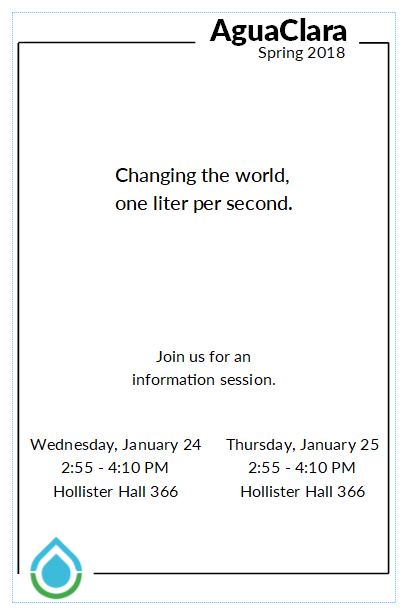 AguaClara
Spring 2018
Changing the world,
one liter per second.
Join us for an
information session.
Wednesday, January 24
2:55 - 4:10 PM
Hollister Hall 366
Thursday, January 25
2:55 - 4:10 PM
Hollister Hall 366